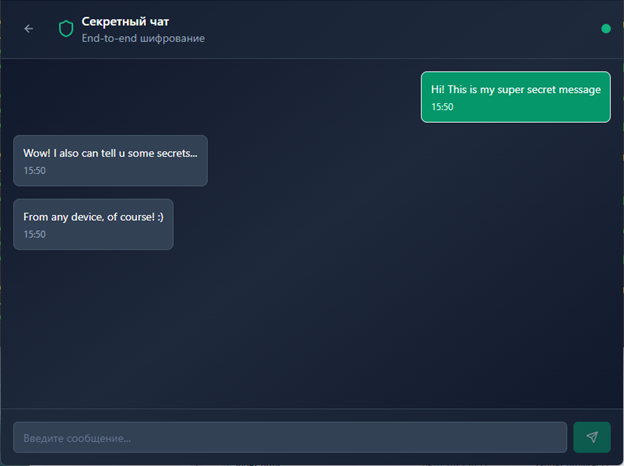 Секретный чат
End-to-end шифрование
Hi! This is my super secret message
15:50
Wow! I also can tell u some secrets...
15:50
From any device, of course! :)
15:50
Введите сообщение...